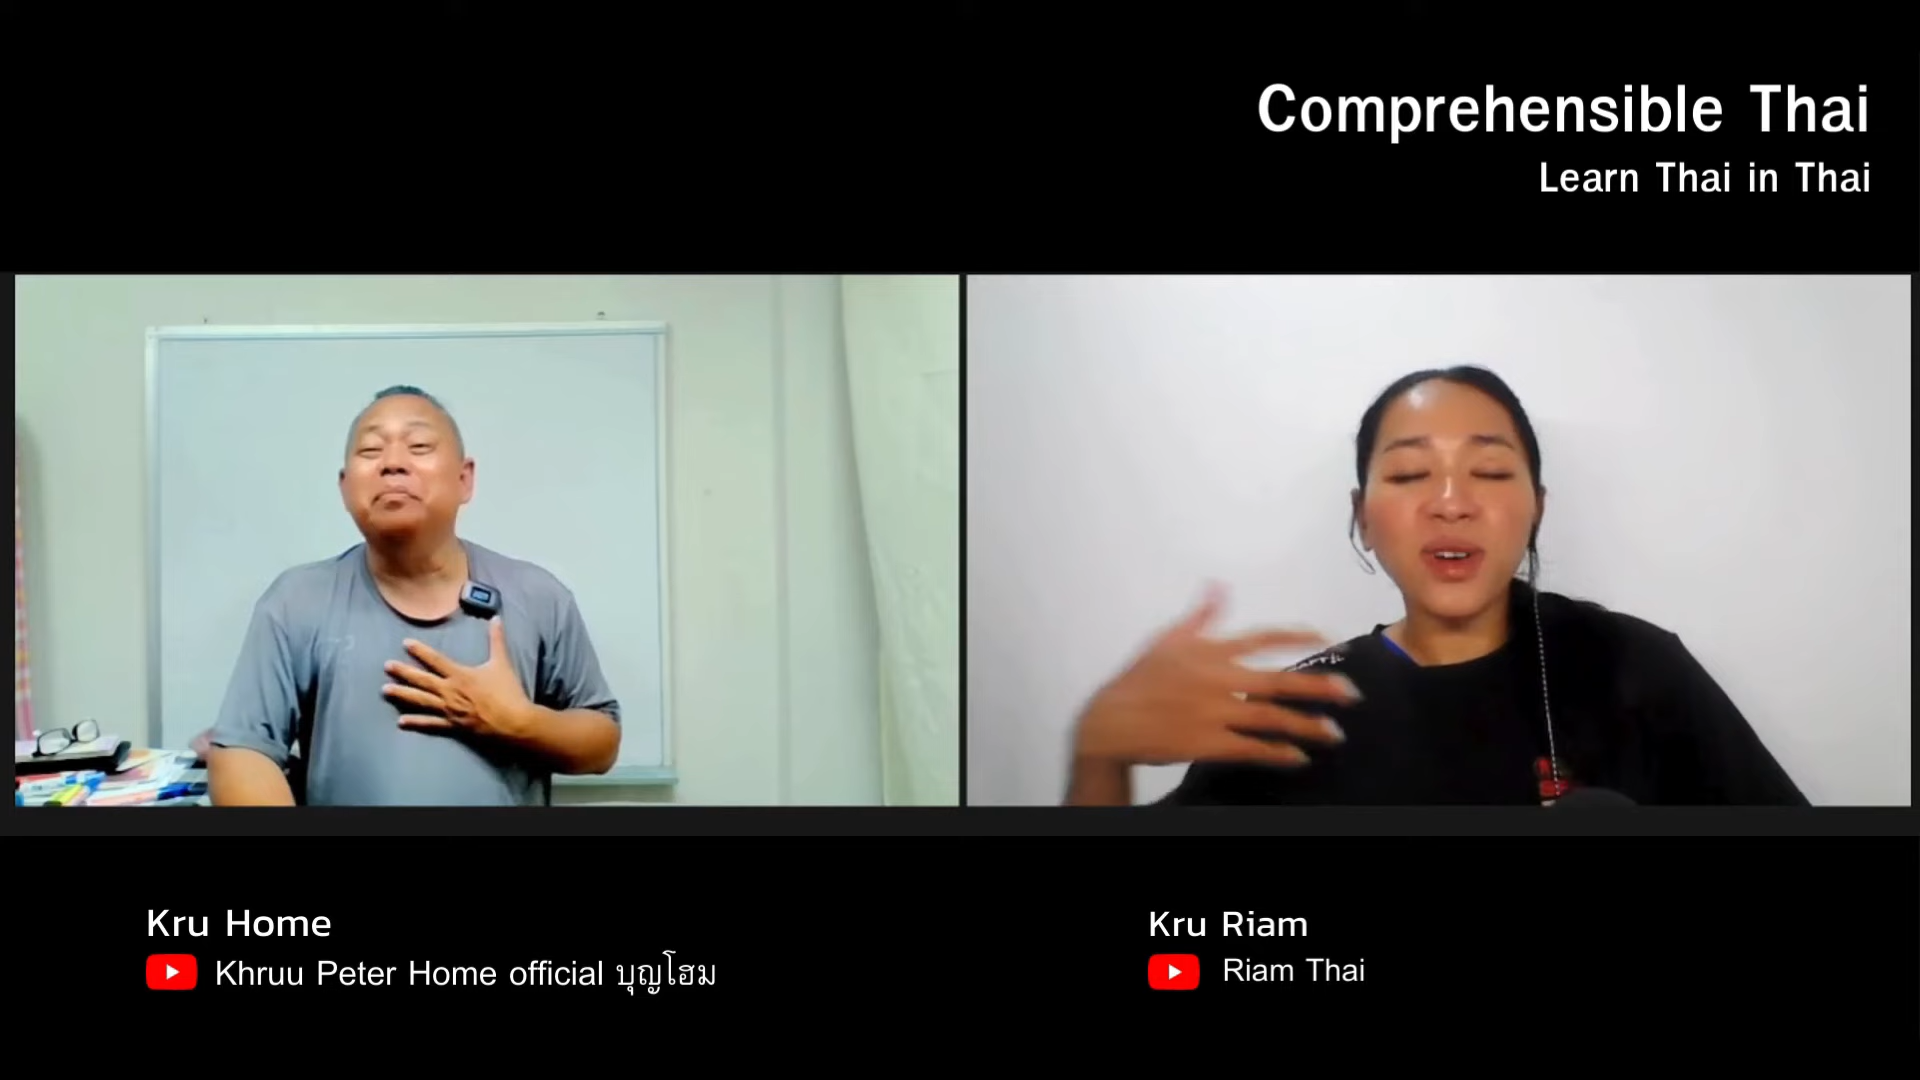 Comprehensible Thai
Learn Thai in Thai
Kru Home
Khruu Peter Home official บุญโฮม
Kru Riam
Riam Thai